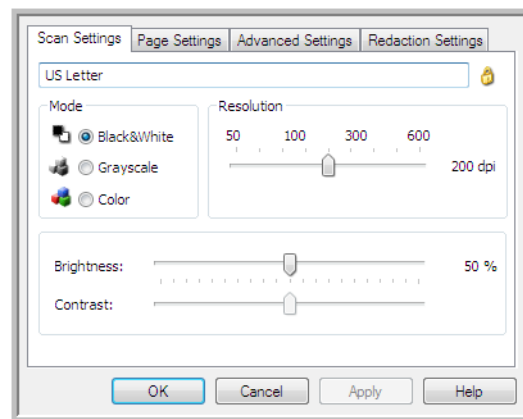 Scan Settings Page Settings Advanced Settings Redaction Settings
US Letter
Mode
Black&White
Grayscale
Color
Resolution
50 100 300 600
200 dpi
Brightness: 50 %
Contrast:
OK Cancel Apply Help